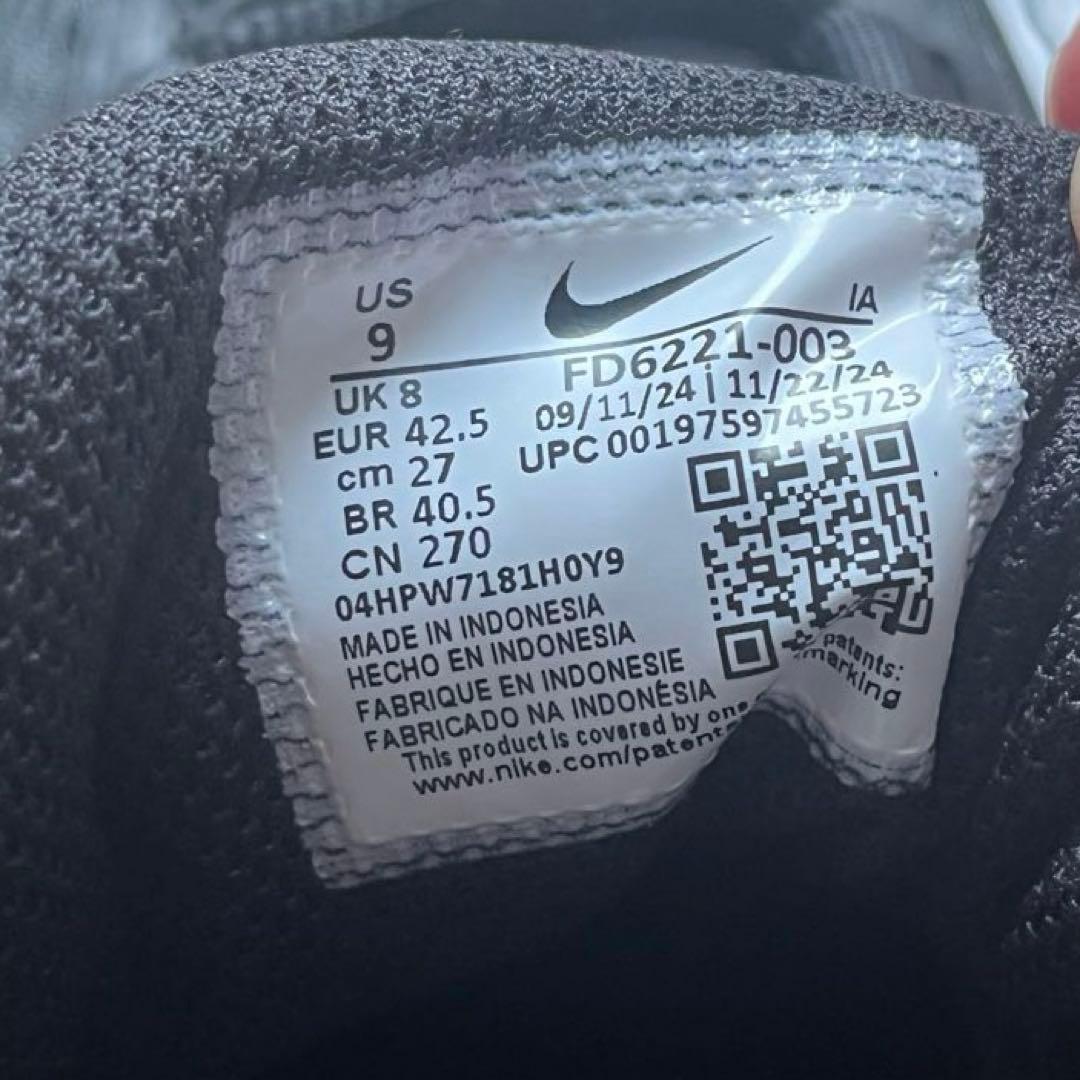 US
9
IA
FD6221-003
UK 8
09/11/24 | 11/22/24
EUR 42.5
UPC 00197597455723
cm 27
BR 40.5
CN 270
04HPW7181H0Y9
MADE IN INDONESIA
HECHO EN INDONESIA
FABRIQUE EN INDONESIE
FABRICADO NA INDONÉSIA
This product is covered by one
www.nike.com/patent
patents:
marking